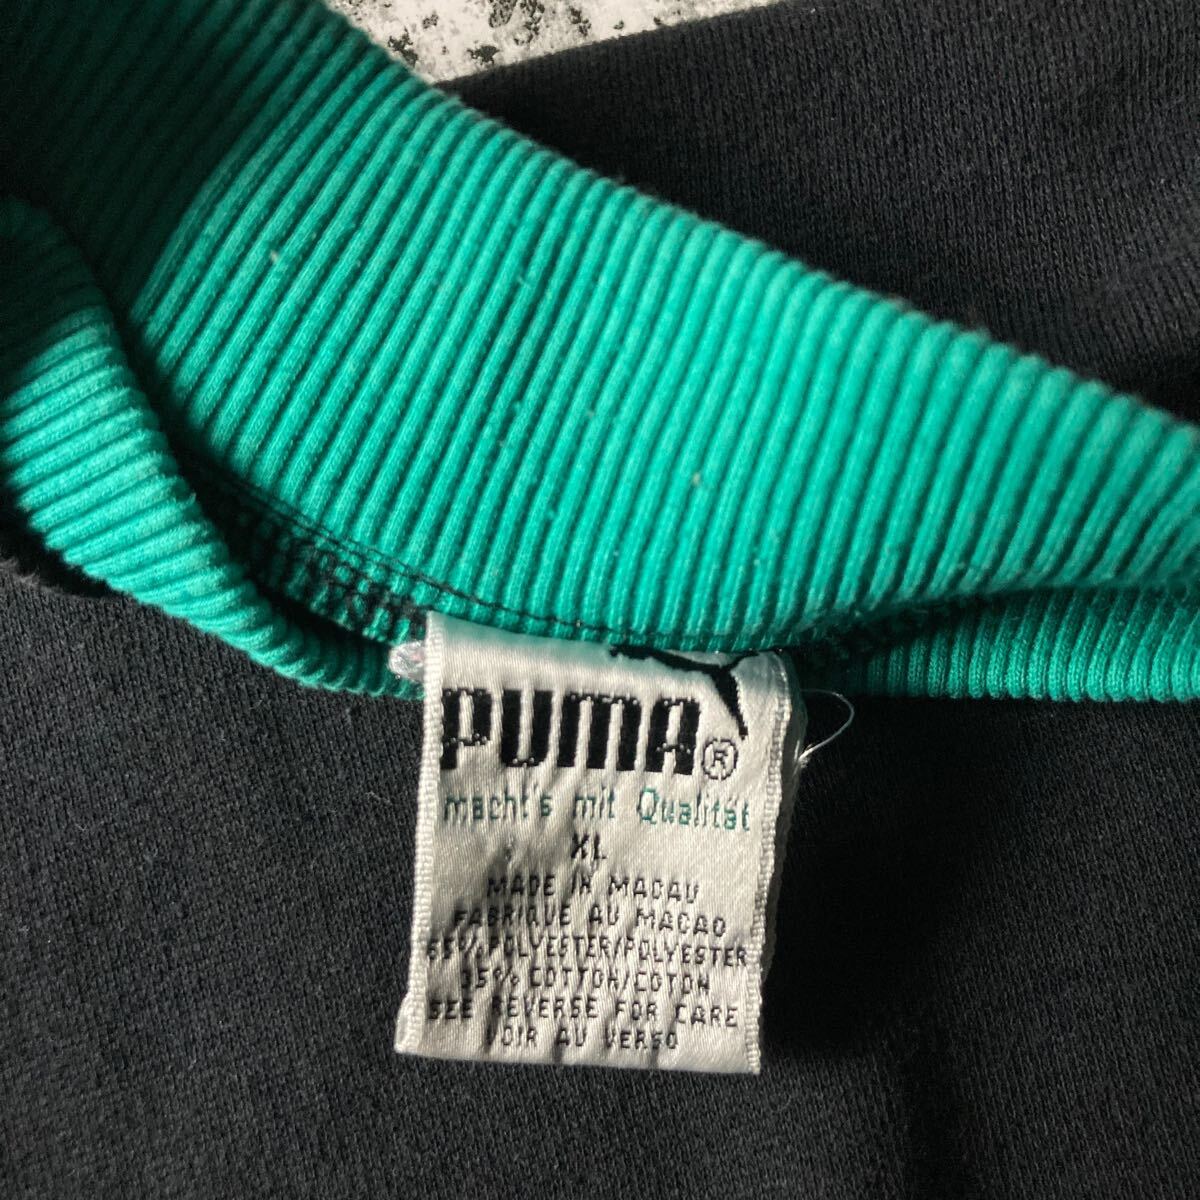 PUMA®
macht's mit Qualität
XL
MADE IN MACAU
FABRIQUE AU MACAO
65% POLYESTER/POLYESTER
35% COTTON/COTON
SEE REVERSE FOR CARE
VOIR AU VERSO